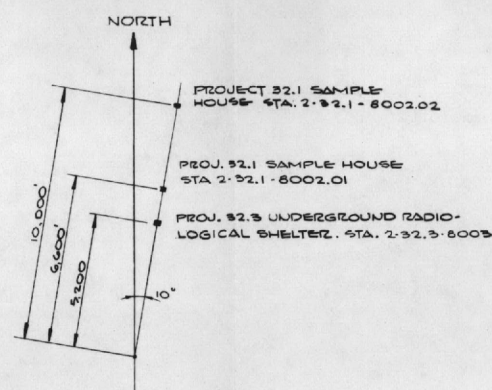 NORTH
PROJECT 32.1 SAMPLE
HOUSE STA. 2-32.1-8002.02
PROJ. 32.1 SAMPLE HOUSE
STA 2-32.1-8002.01
PROJ. 32.3 UNDERGROUND RADIO-
LOGICAL SHELTER. STA. 2-32.3-8003
10,000'
6,600'
5,200
10°